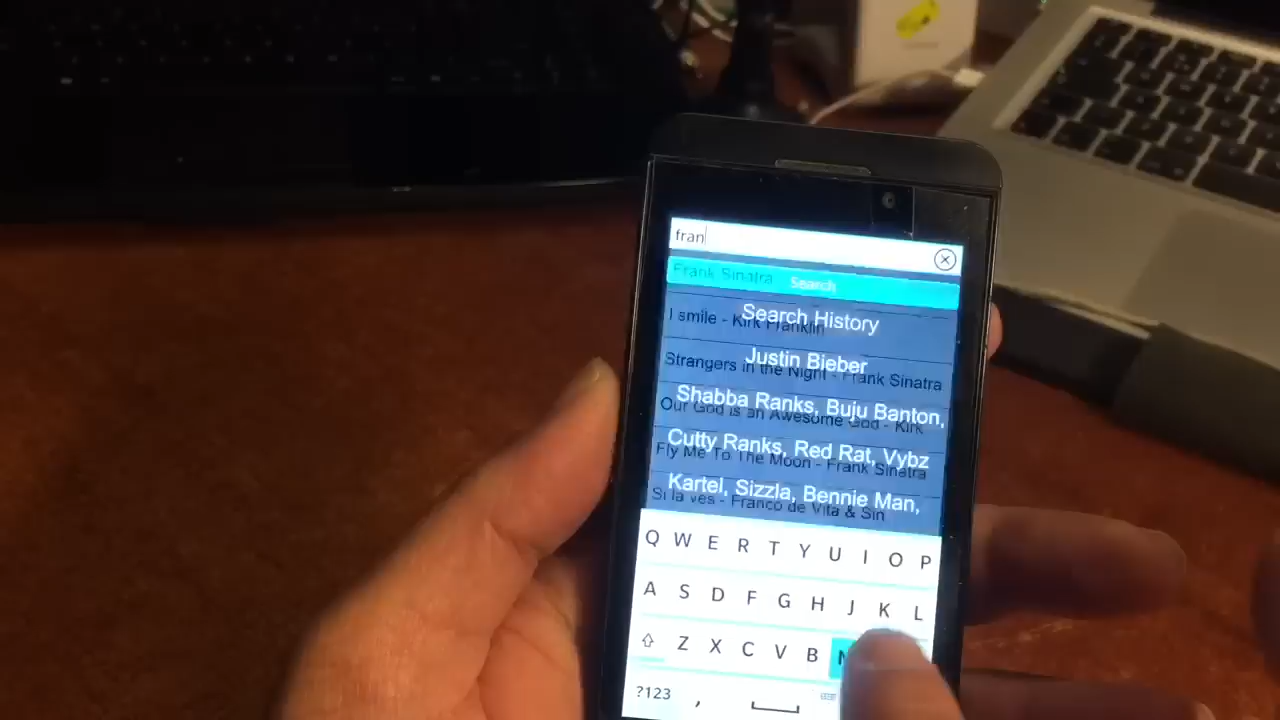 fran
Frank Sinatra
Search
Search History
I smile - Kirk Franklin
Justin Bieber
Strangers in the Night - Frank Sinatra
Shabba Ranks, Buju Banton,
Our God is an Awesome God - Kirk
Cutty Ranks, Red Rat, Vybz
Fly Me To The Moon - Frank Sinatra
Kartel, Sizzla, Bennie Man,
Si la ves - Franco de Vita & Sin
Q W E R T Y U I O P
A S D F G H J K L
Z X C V B N
?123 ,